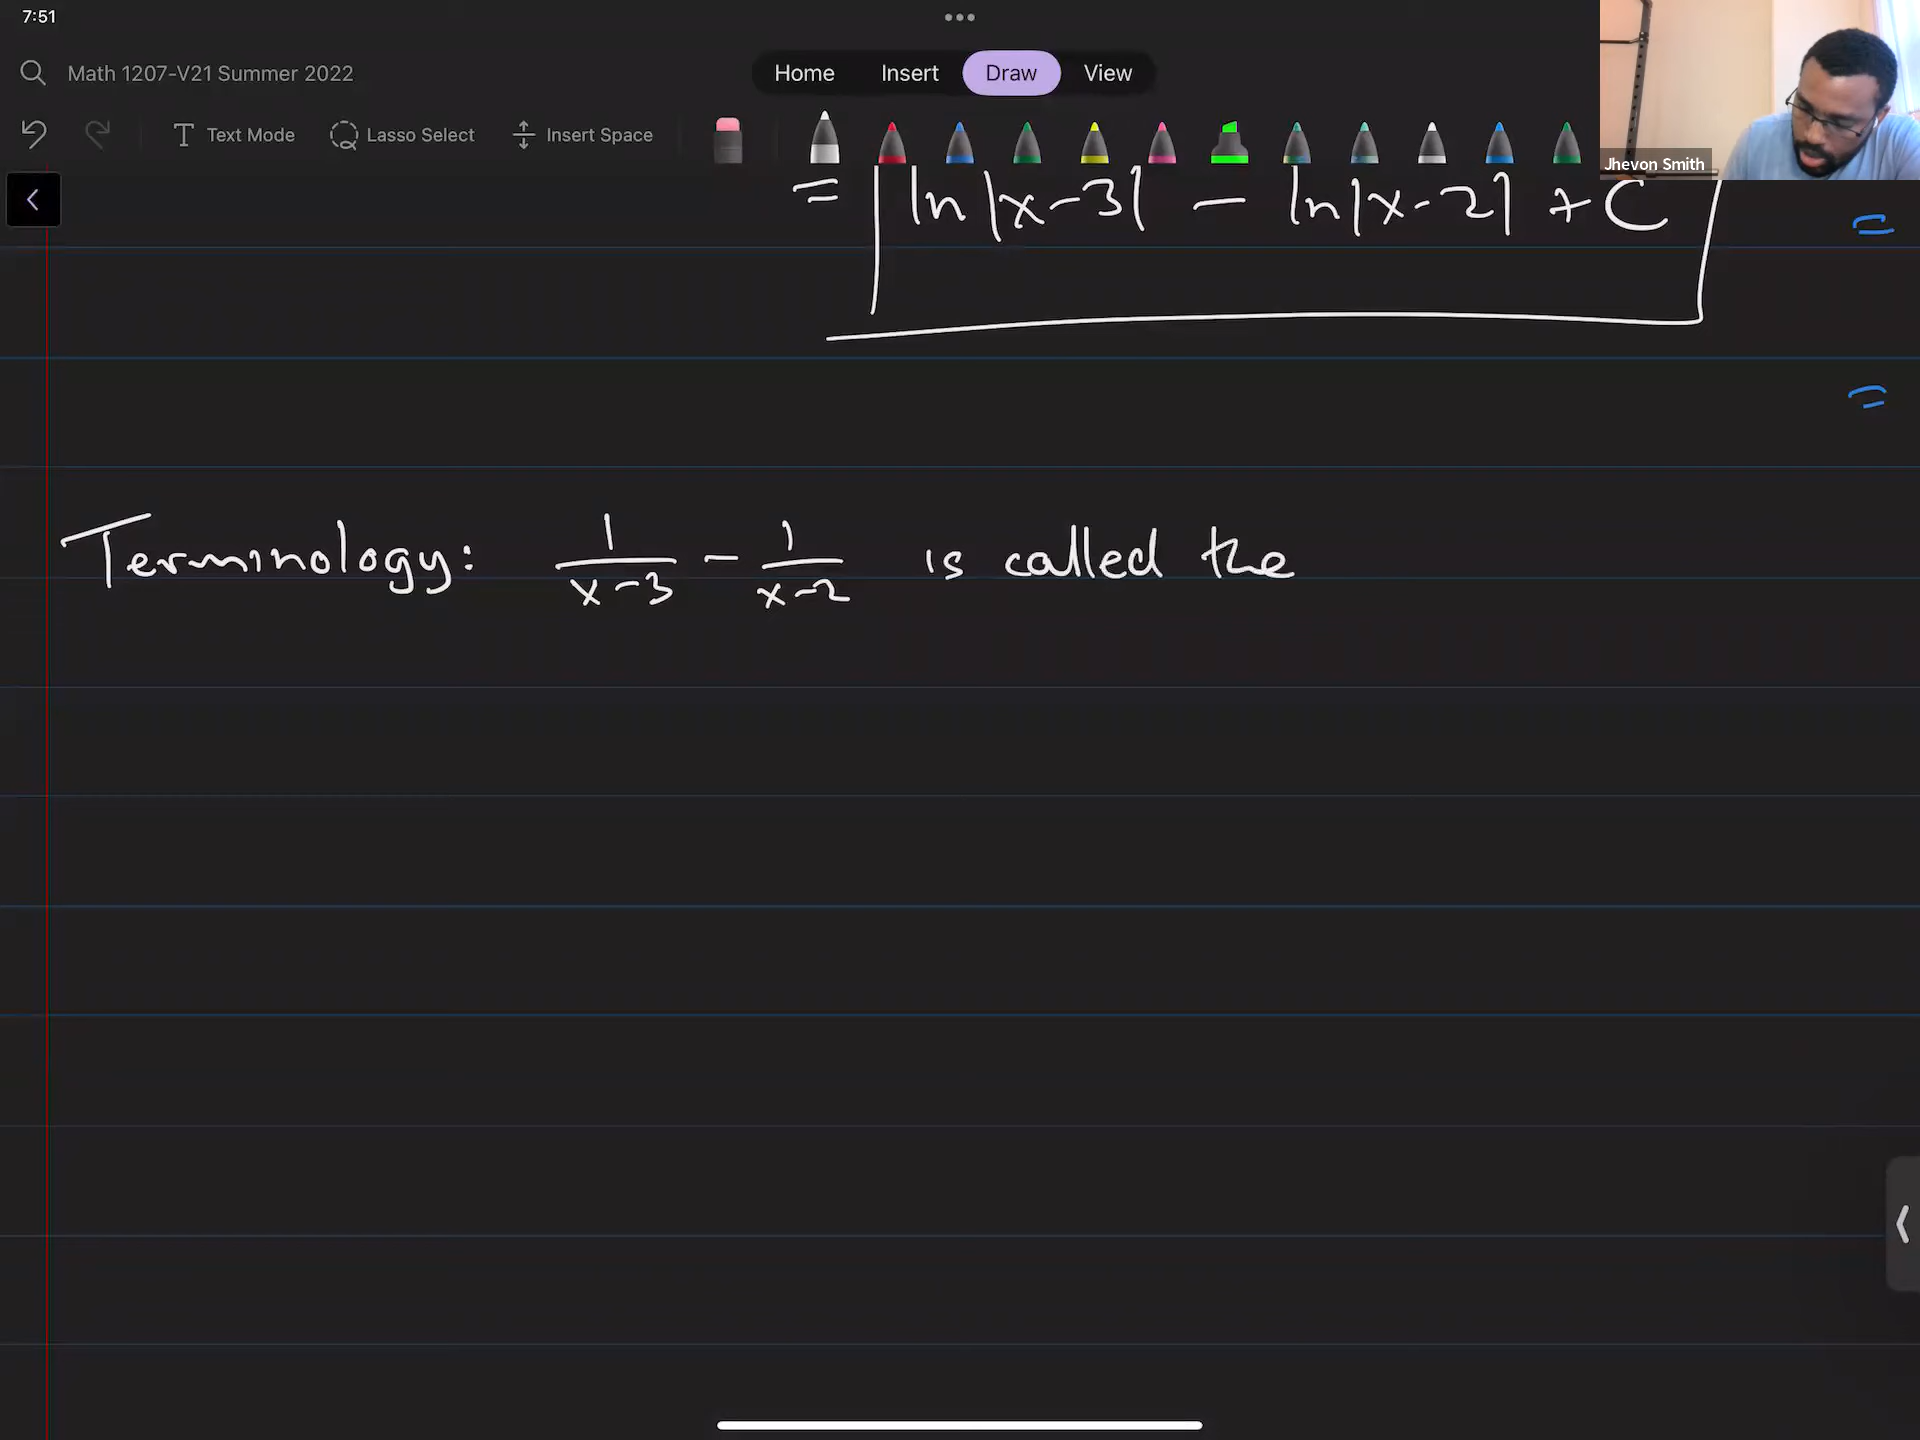 7:51
Math 1207-V21 Summer 2022
Home Insert Draw View
Text Mode Lasso Select Insert Space
Jhevon Smith
= ln|x-3| - ln|x-2| + C
=
=
Terminology: 1/(x-3) - 1/(x-2) is called the